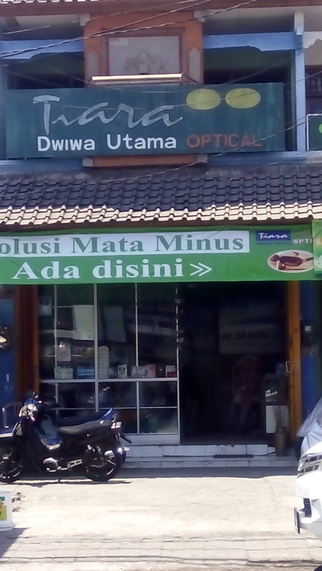 Tiara
Dwiwa Utama OPTICAL
olusi Mata Minus
Tiara
Ada disini >>